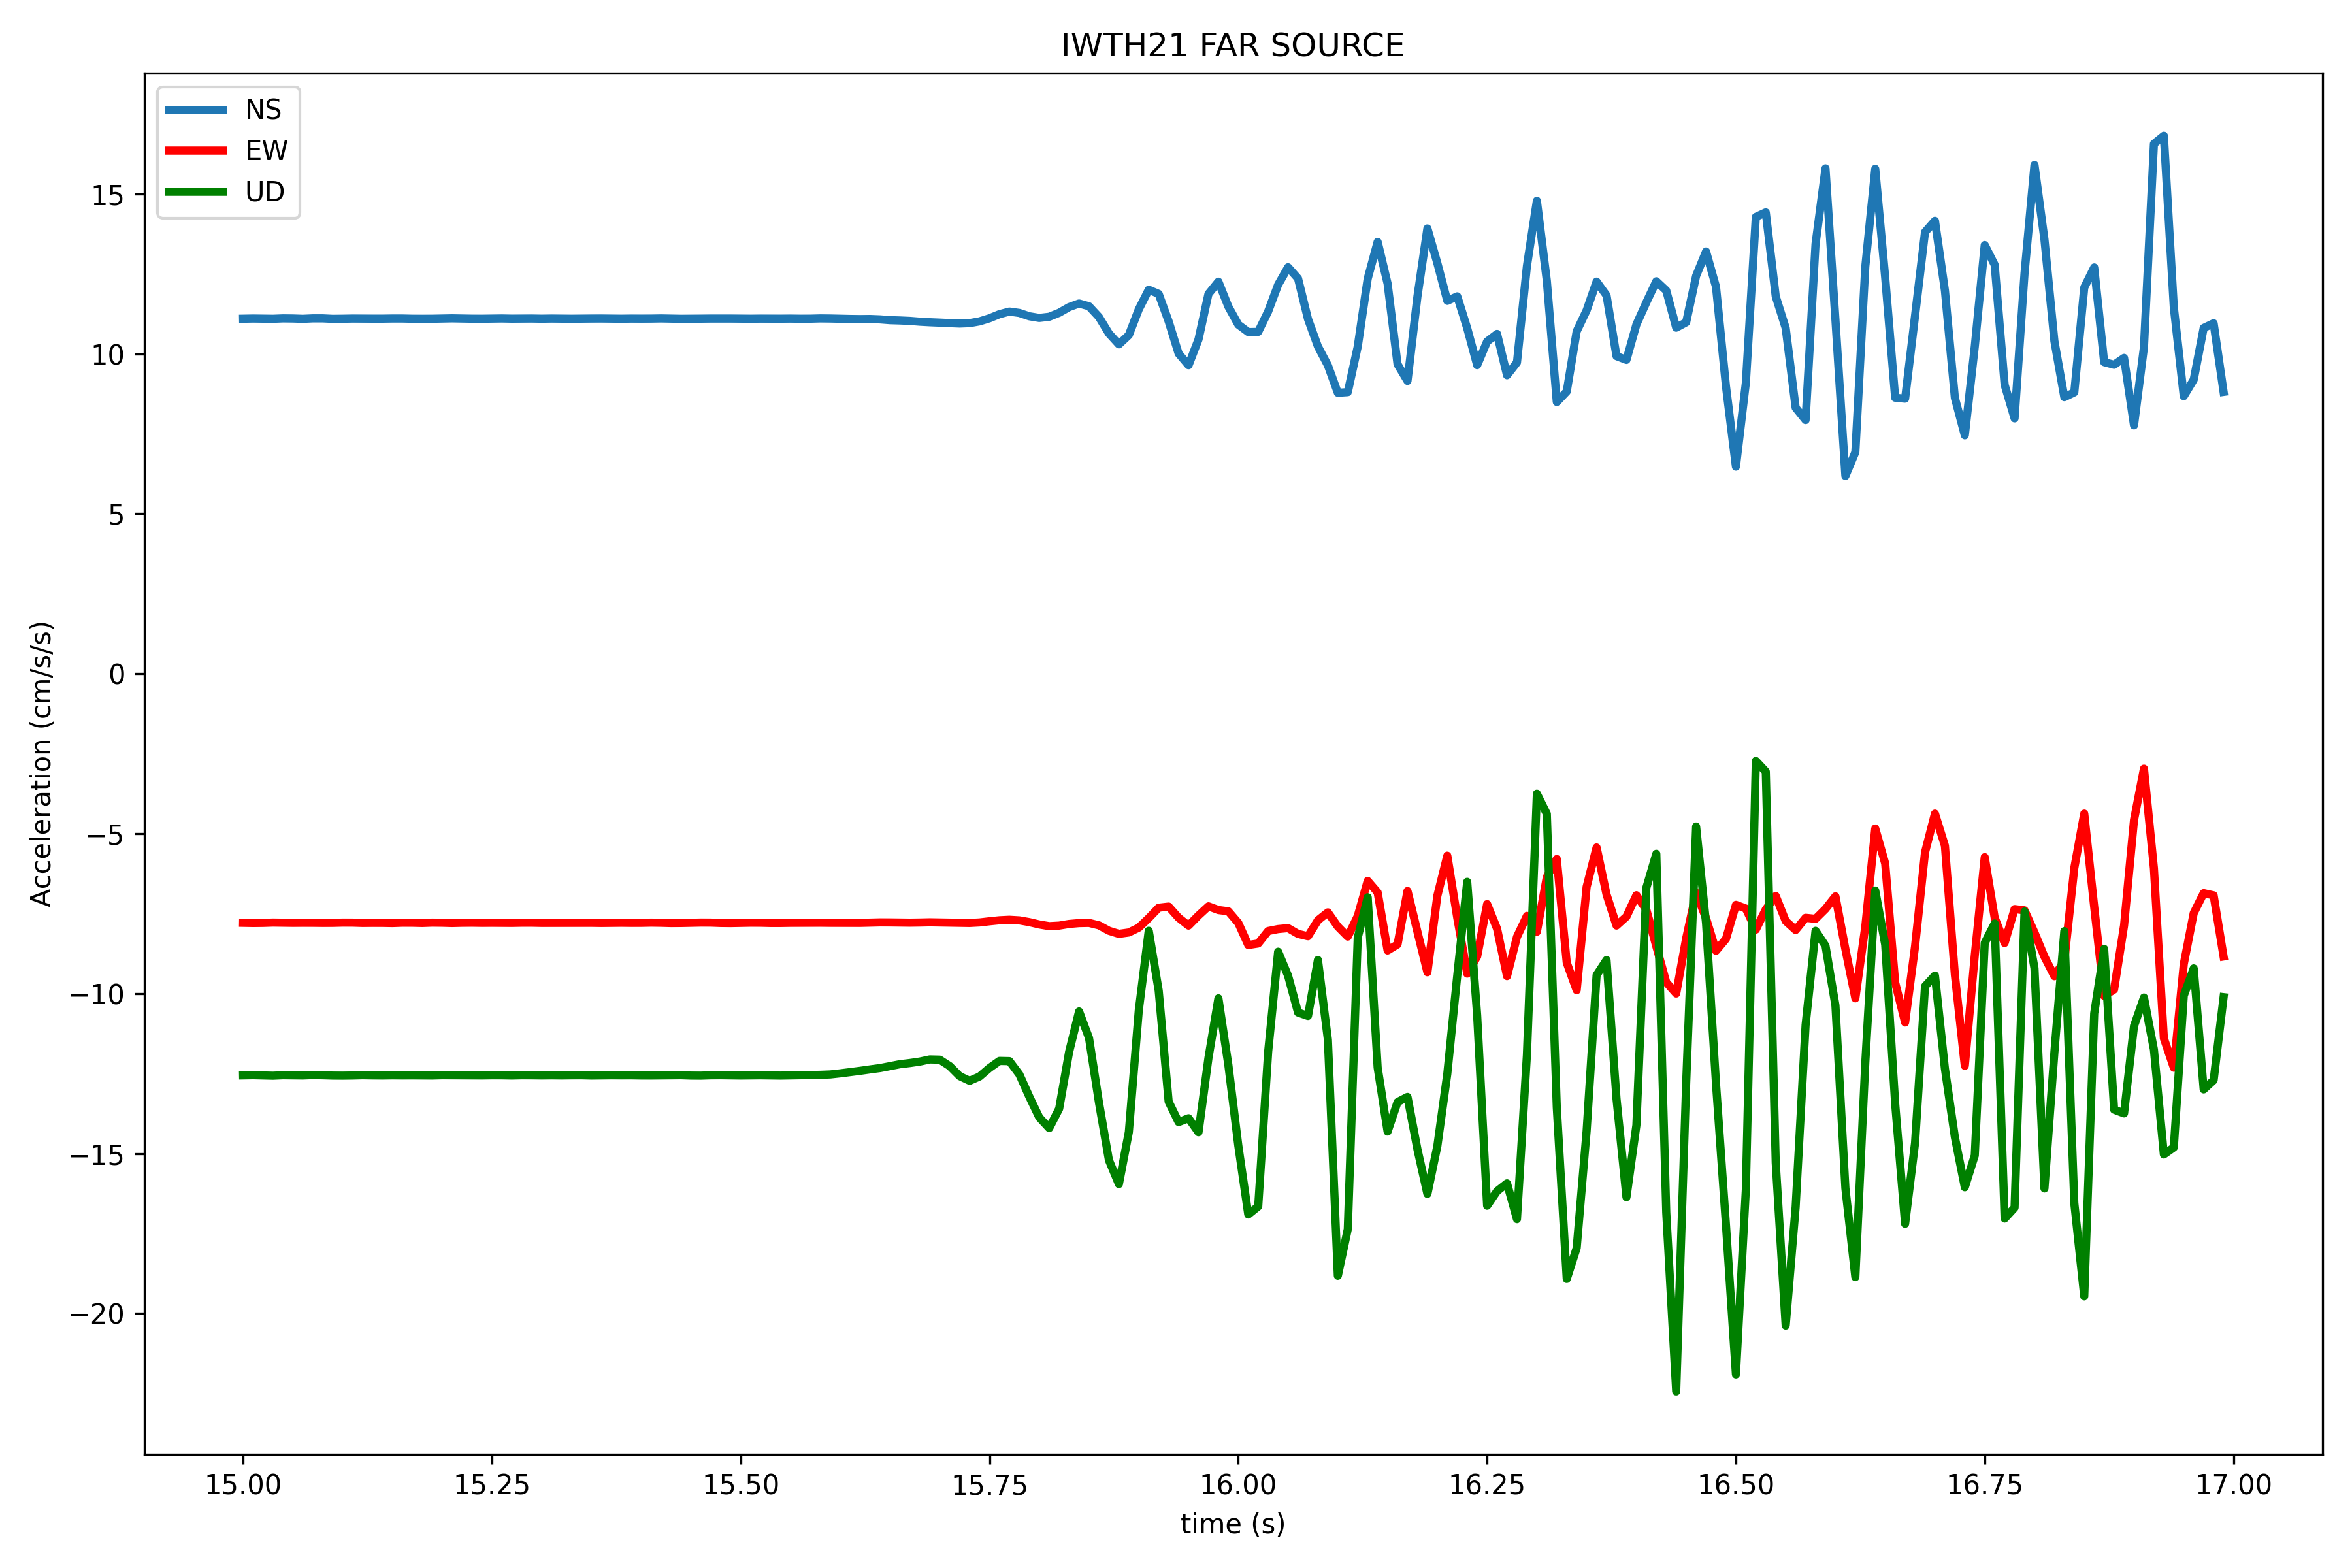 IWTH21 FAR SOURCE
NS
EW
UD
15
10
5
0
−5
−10
−15
−20
Acceleration (cm/s/s)
15.00 15.25 15.50 15.75 16.00 16.25 16.50 16.75 17.00
time (s)